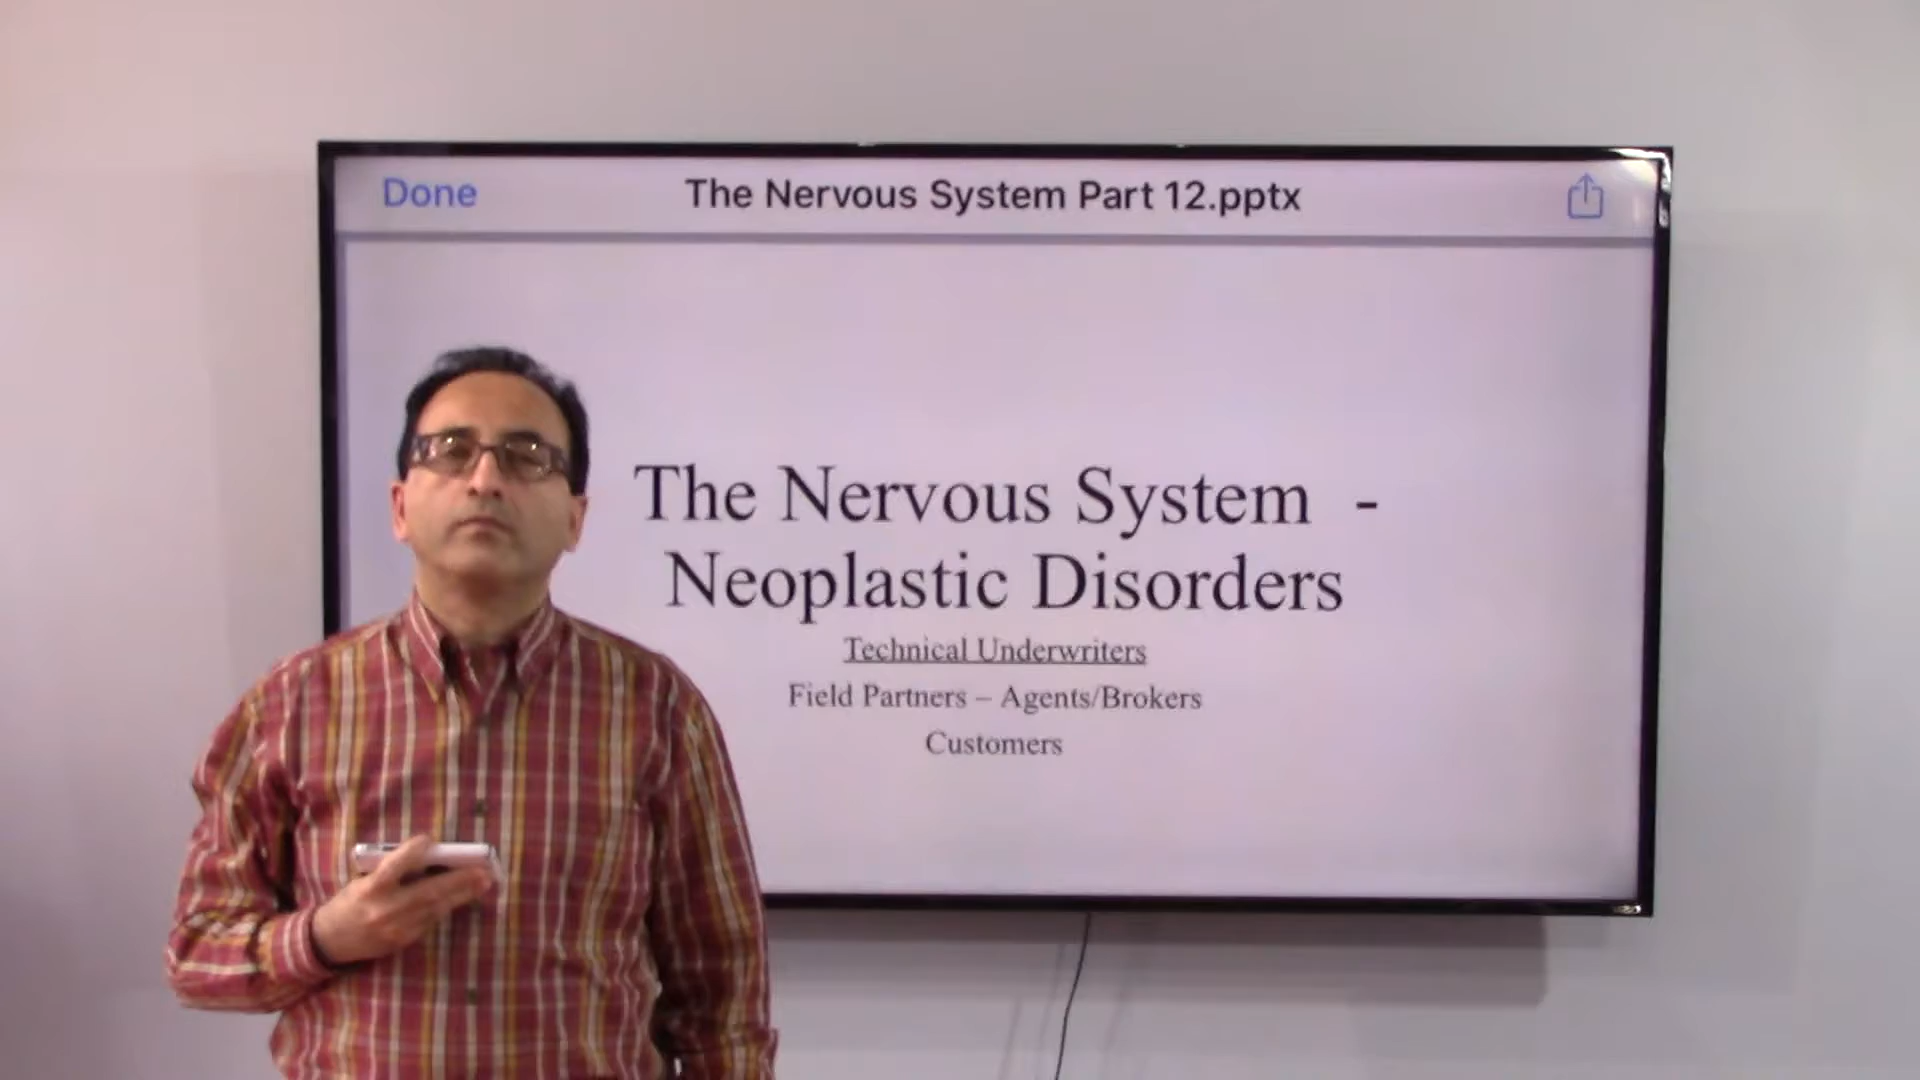 Done
The Nervous System Part 12.pptx
The Nervous System -
Neoplastic Disorders
Technical Underwriters
Field Partners – Agents/Brokers
Customers